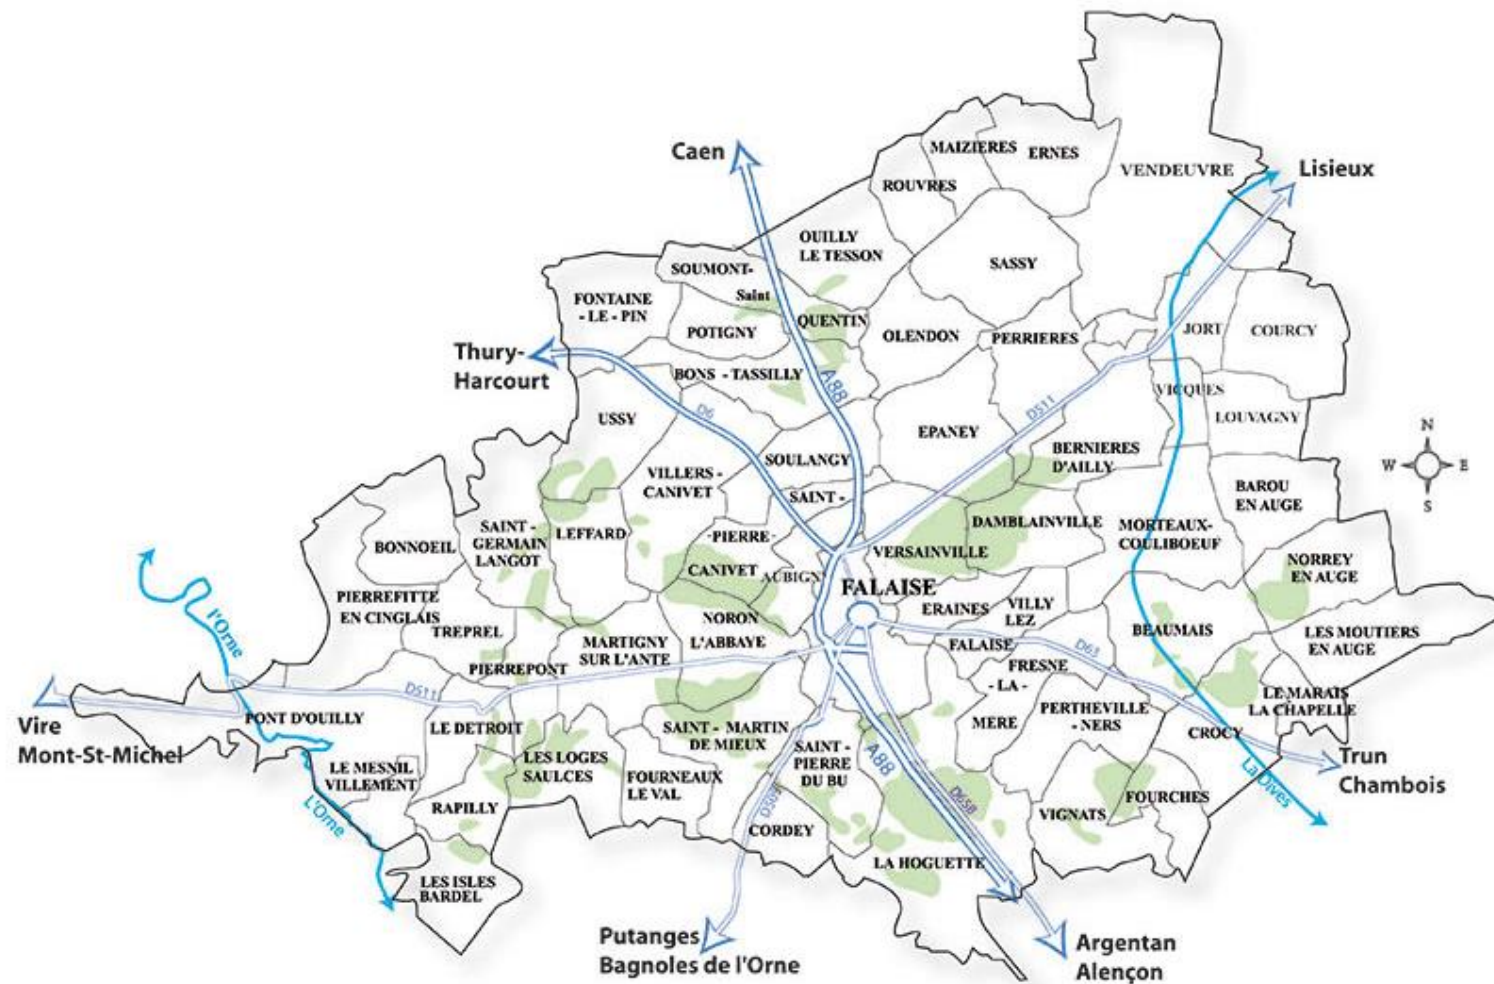 Caen
Lisieux
MAIZIERES
ERNES
VENDEUVRE
ROUVRES
OUILLY
LE TESSON
SASSY
SOUMONT-
Saint
QUENTIN
FONTAINE
- LE - PIN
POTIGNY
OLENDON
PERRIERES
JORT
COURCY
Thury-
Harcourt
BONS - TASSILLY
A88
D6
D511
VICQUES
LOUVAGNY
USSY
EPANEY
BERNIERES
D'AILLY
SOULANGY
VILLERS -
CANIVET
SAINT -
N
W
E
S
BAROU
EN AUGE
SAINT -
GERMAIN
LANGOT
LEFFARD
BONNOEIL
-PIERRE-
CANIVET
AUBIGN
VERSAINVILLE
DAMBLAINVILLE
MORTEAUX-
COULIBOEUF
NORREY
EN AUGE
FALAISE
PIERREFITTE
EN CINGLAIS
TREPREL
PIERREPONT
MARTIGNY
SUR L'ANTE
NORON
L'ABBAYE
ERAINES
VILLY
LEZ
FALAISE
BEAUMAIS
LES MOUTIERS
EN AUGE
l'Orne
D511
D63
FRESNE
- LA -
MERE
PERTHEVILLE
- NERS
LE MARAIS
LA CHAPELLE
Vire
Mont-St-Michel
PONT D'OUILLY
LE DETROIT
SAINT - MARTIN
DE MIEUX
SAINT -
PIERRE
DU BU
A88
CROCY
Trun
Chambois
LE MESNIL
VILLEMENT
LES LOGES
SAULCES
FOURNEAUX
LE VAL
RAPILLY
L'Orne
D658
VIGNATS
FOURCHES
La Dives
CORDEY
LA HOGUETTE
LES ISLES
BARDEL
Putanges
Bagnoles de l'Orne
Argentan
Alençon